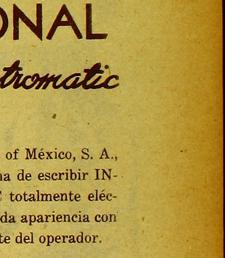 ONAL
tromatic
of México, S. A.,
na de escribir IN-
totalmente eléc-
da apariencia con
te del operador.